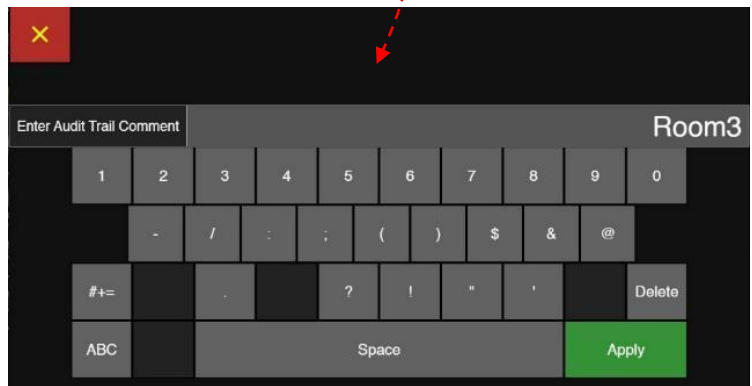 ×
Enter Audit Trail Comment Room3
1 2 3 4 5 6 7 8 9 0
- / : ; ( ) $ & @
#+= . ? ! " ' Delete
ABC Space Apply